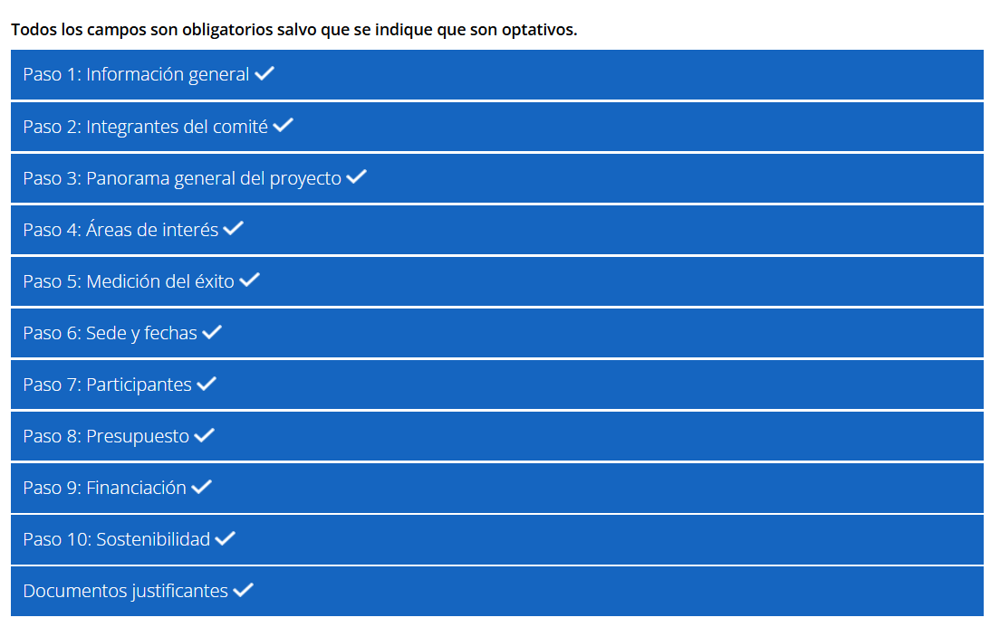 Todos los campos son obligatorios salvo que se indique que son optativos.
Paso 1: Información general
Paso 2: Integrantes del comité
Paso 3: Panorama general del proyecto
Paso 4: Áreas de interés
Paso 5: Medición del éxito
Paso 6: Sede y fechas
Paso 7: Participantes
Paso 8: Presupuesto
Paso 9: Financiación
Paso 10: Sostenibilidad
Documentos justificantes